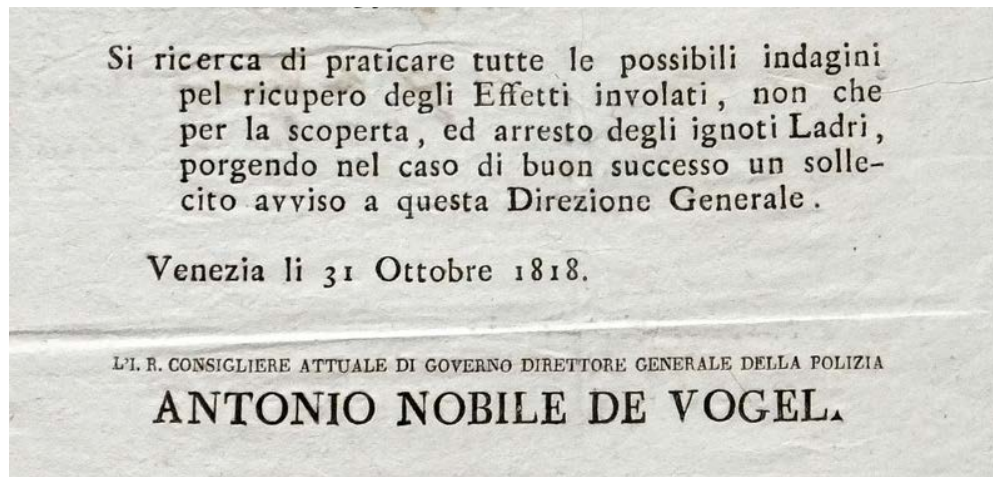 Si ricerca di praticare tutte le possibili indagini
pel ricupero degli Effetti involati, non che
per la scoperta, ed arresto degli ignoti Ladri,
porgendo nel caso di buon successo un solle-
cito avviso a questa Direzione Generale.
Venezia li 31 Ottobre 1818.
L'I. R. CONSIGLIERE ATTUALE DI GOVERNO DIRETTORE GENERALE DELLA POLIZIA
ANTONIO NOBILE DE VOGEL.